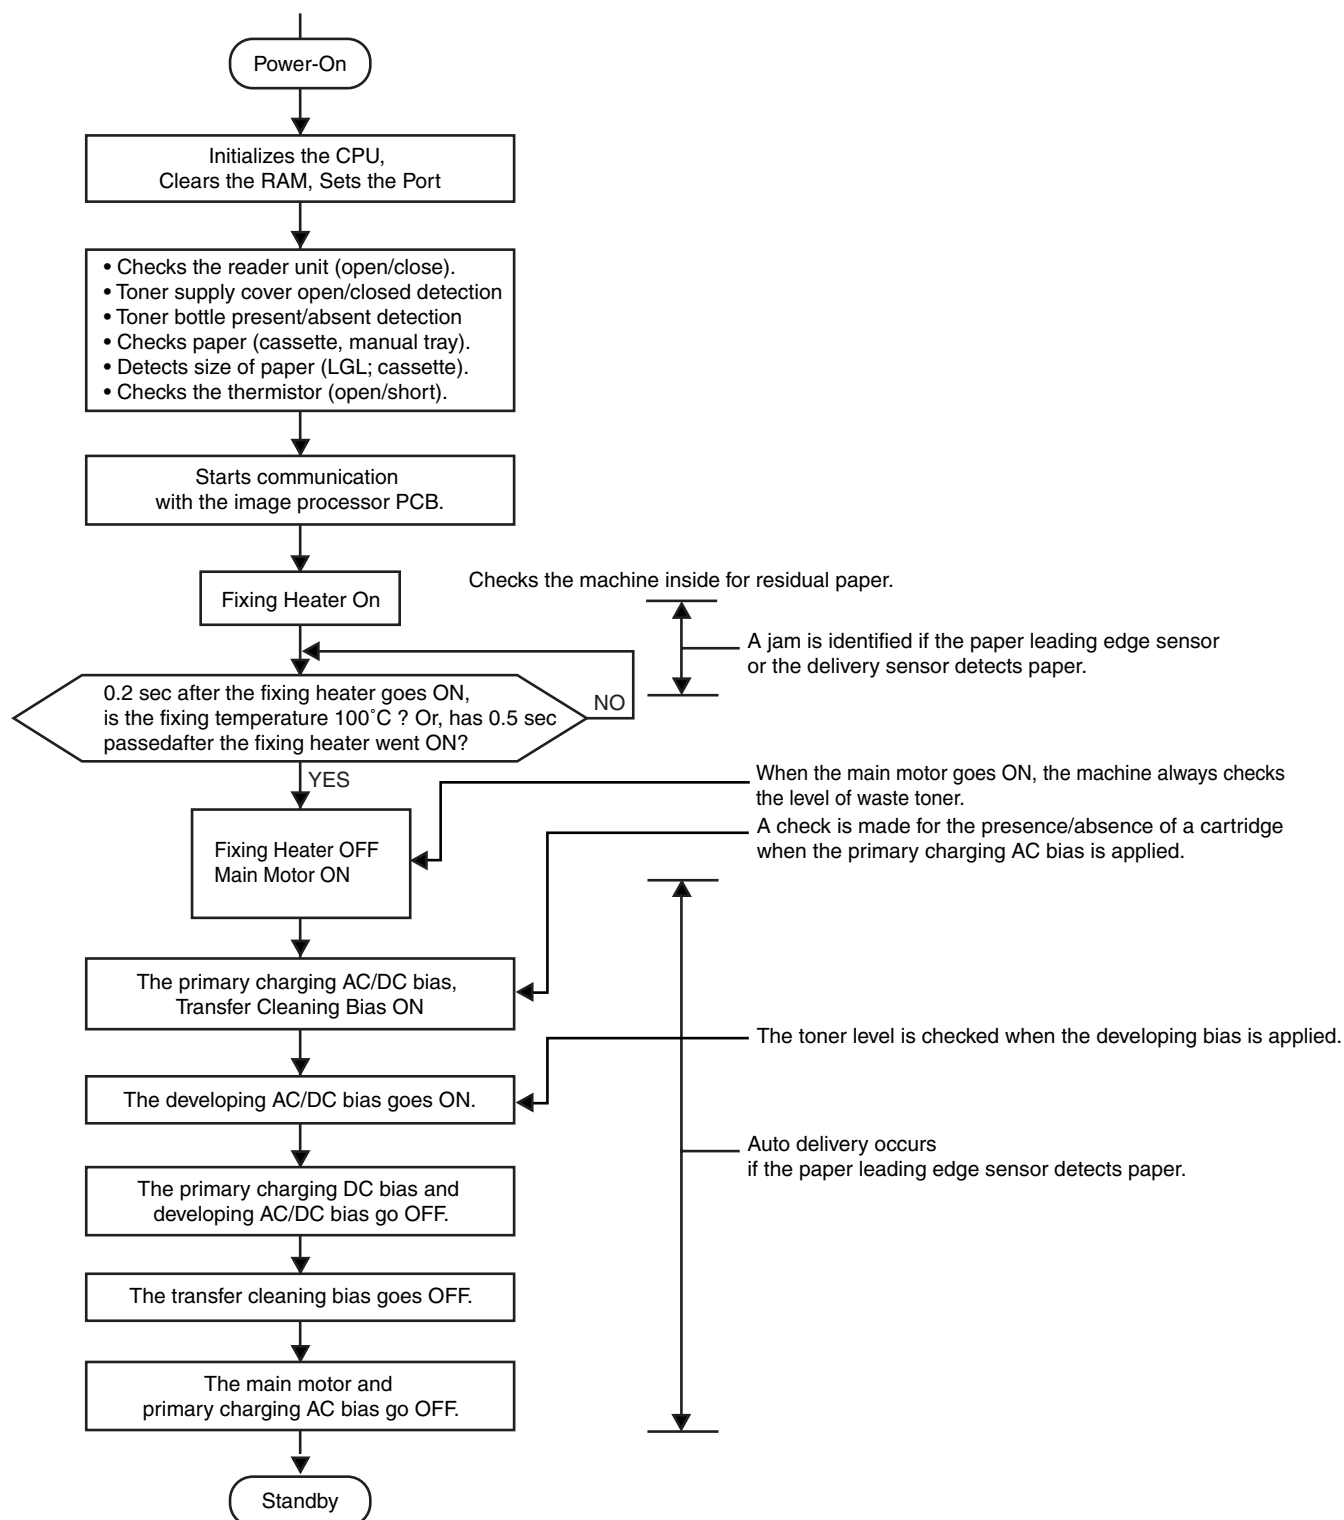 Power-On
Initializes the CPU,
Clears the RAM, Sets the Port
• Checks the reader unit (open/close).
• Toner supply cover open/closed detection
• Toner bottle present/absent detection
• Checks paper (cassette, manual tray).
• Detects size of paper (LGL; cassette).
• Checks the thermistor (open/short).
Starts communication
with the image processor PCB.
Fixing Heater On
Checks the machine inside for residual paper.
A jam is identified if the paper leading edge sensor
or the delivery sensor detects paper.
0.2 sec after the fixing heater goes ON,
is the fixing temperature 100˚C ? Or, has 0.5 sec
passedafter the fixing heater went ON?
NO
YES
When the main motor goes ON, the machine always checks
the level of waste toner.
A check is made for the presence/absence of a cartridge
when the primary charging AC bias is applied.
Fixing Heater OFF
Main Motor ON
The primary charging AC/DC bias,
Transfer Cleaning Bias ON
The toner level is checked when the developing bias is applied.
The developing AC/DC bias goes ON.
Auto delivery occurs
if the paper leading edge sensor detects paper.
The primary charging DC bias and
developing AC/DC bias go OFF.
The transfer cleaning bias goes OFF.
The main motor and
primary charging AC bias go OFF.
Standby